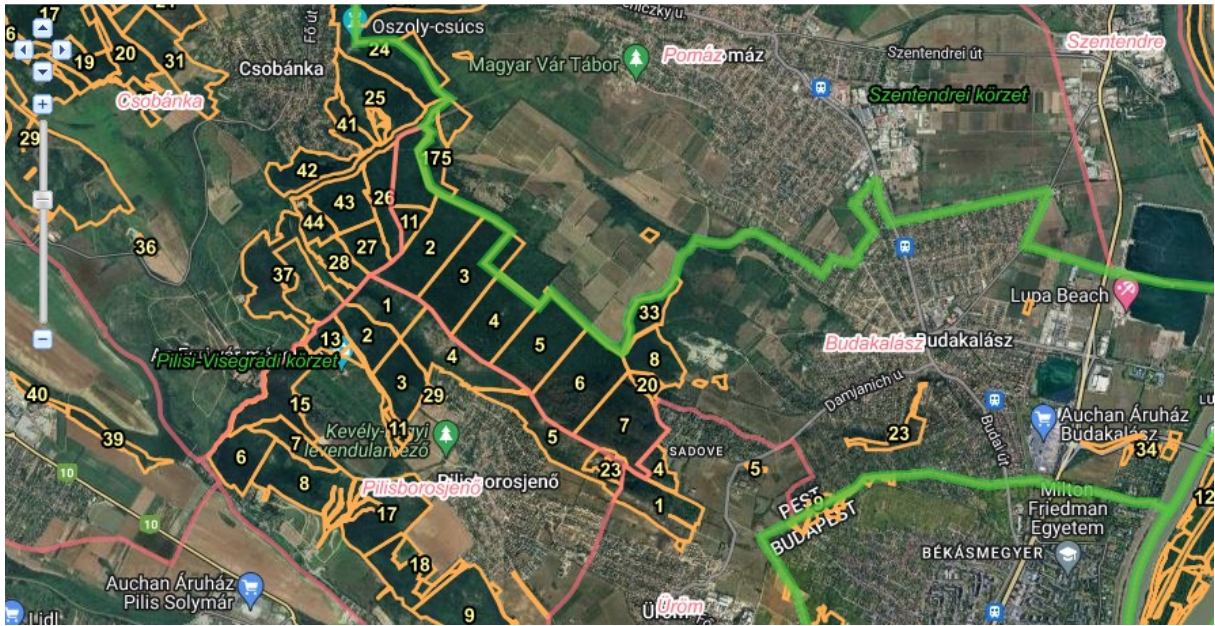 17
Oszoly-csúcs
Fő út
24
Szentendrei út
Szentendre
20
19
31
Csobánka
Magyar Vár Tábor
Pomáz
Csobánka
Szentendrei körzet
25
41
29
175
42
26
43
11
44
2
27
36
28
3
37
1
Lupa Beach
33
4
13
2
5
8
Budakalász
Budakalász
Pilisi-Visegrádi körzet
4
6
3
20
40
29
Damjanich u.
15
7
Auchan Áruház
Budakalász
11
Kevély-hegyi
levendulamező
5
23
Budai út
39
7
SADOVE
34
6
23
4
5
10
8
Pilisborosjenő
Pilisborosjenő
PEST
BUDAPEST
Milton
Friedman
Egyetem
12
1
17
10
BÉKÁSMEGYER
18
Auchan Áruház
Pilis Solymár
9
Üröm
Üröm
Lidl